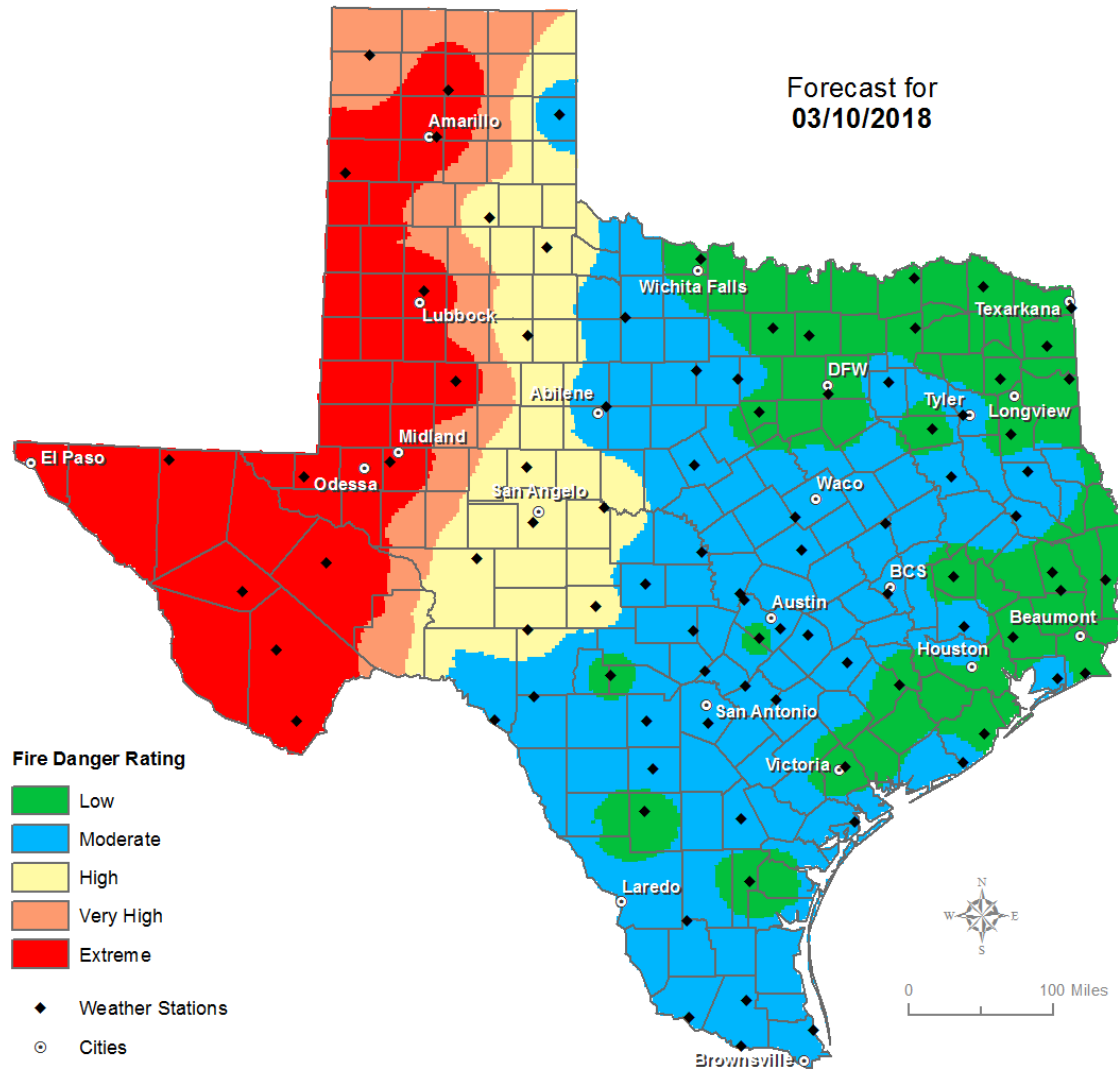 Forecast for
03/10/2018
Amarillo
Wichita Falls
Texarkana
Lubbock
DFW
Abilene
Tyler
Longview
Midland
El Paso
Odessa
San Angelo
Waco
BCS
Austin
Beaumont
Houston
San Antonio
Victoria
Laredo
Brownsville
Fire Danger Rating
Low
Moderate
High
Very High
Extreme
Weather Stations
Cities
N
W E
S
0 100 Miles